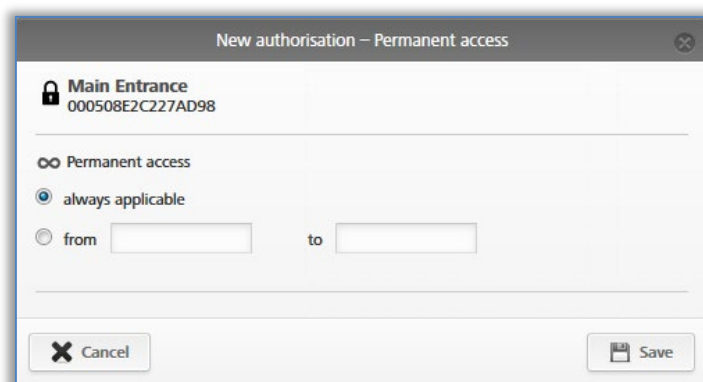 New authorisation – Permanent access
Main Entrance
000508E2C227AD98
Permanent access
always applicable
from to
Cancel Save